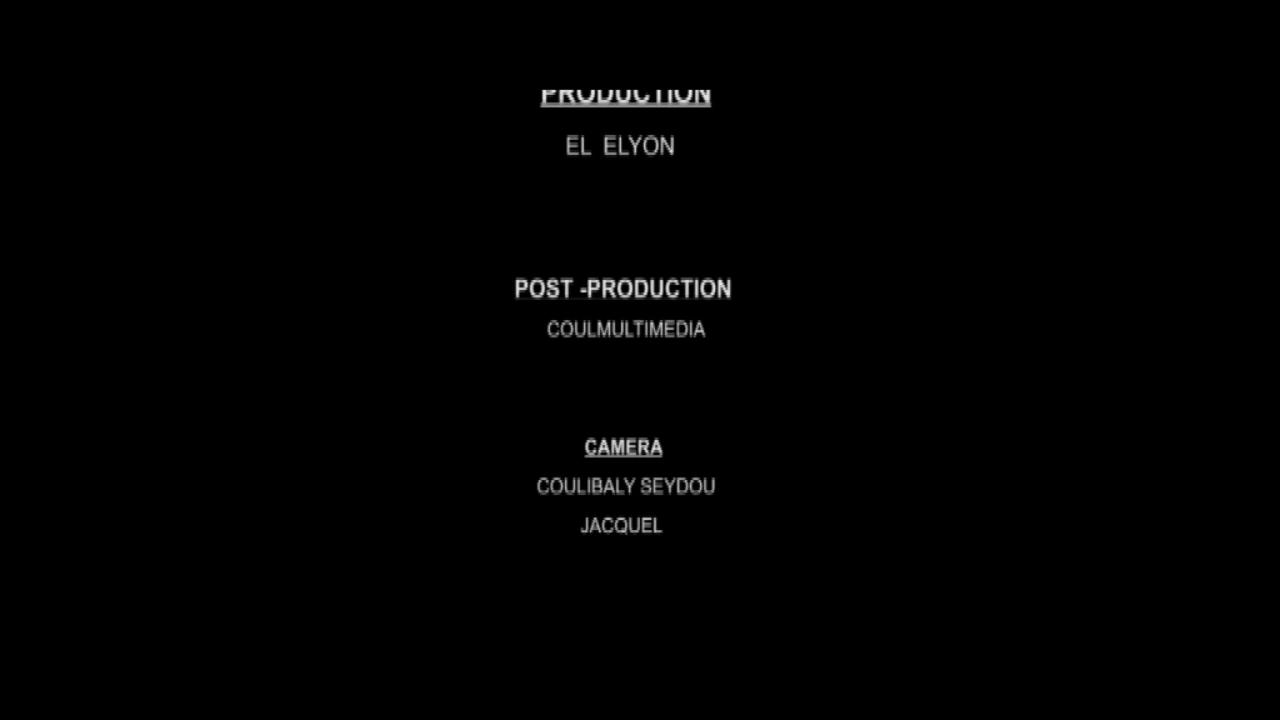 PRODUCTION
EL ELYON
POST -PRODUCTION
COULMULTIMEDIA
CAMERA
COULIBALY SEYDOU
JACQUEL